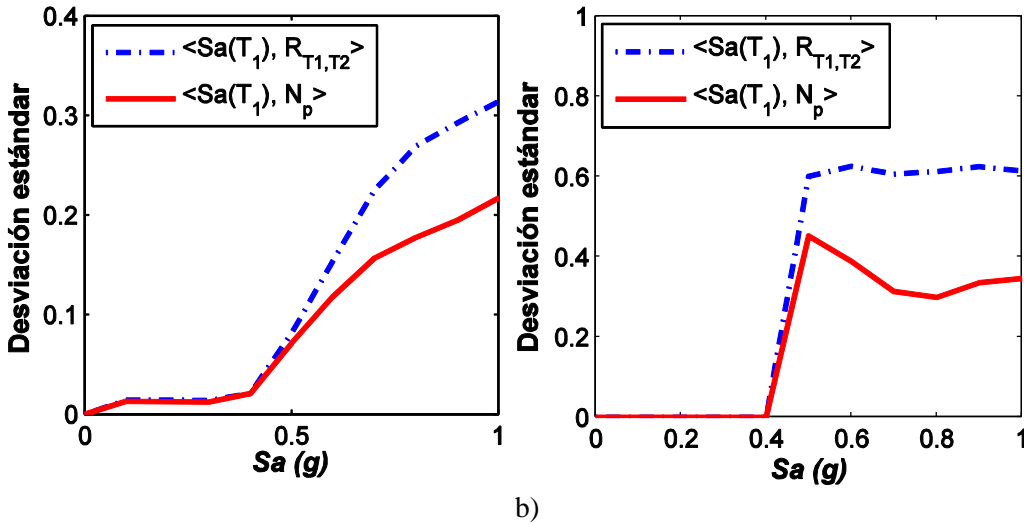 0.4
0.3
0.2
0.1
0
0
0.5
1
Desviación estándar
Sa (g)
<Sa(T1), RT1,T2>
<Sa(T1), Np>
1
0.8
0.6
0.4
0.2
0
0
0.2
0.4
0.6
0.8
1
Desviación estándar
Sa (g)
<Sa(T1), RT1,T2>
<Sa(T1), Np>
b)